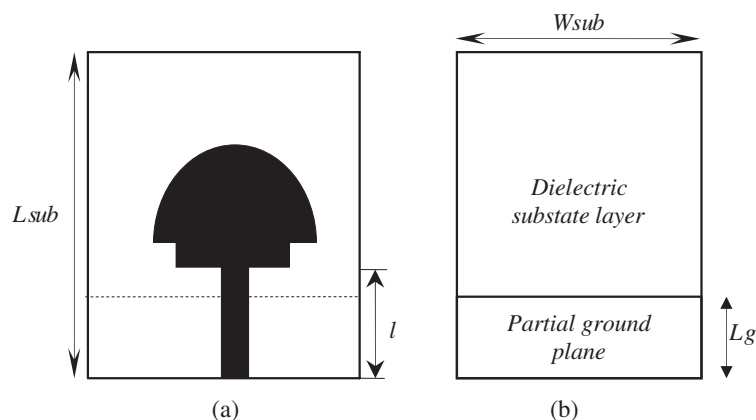 Wsub
Lsub
Dielectric
substate layer
Partial ground
plane
l
Lg
(a)
(b)